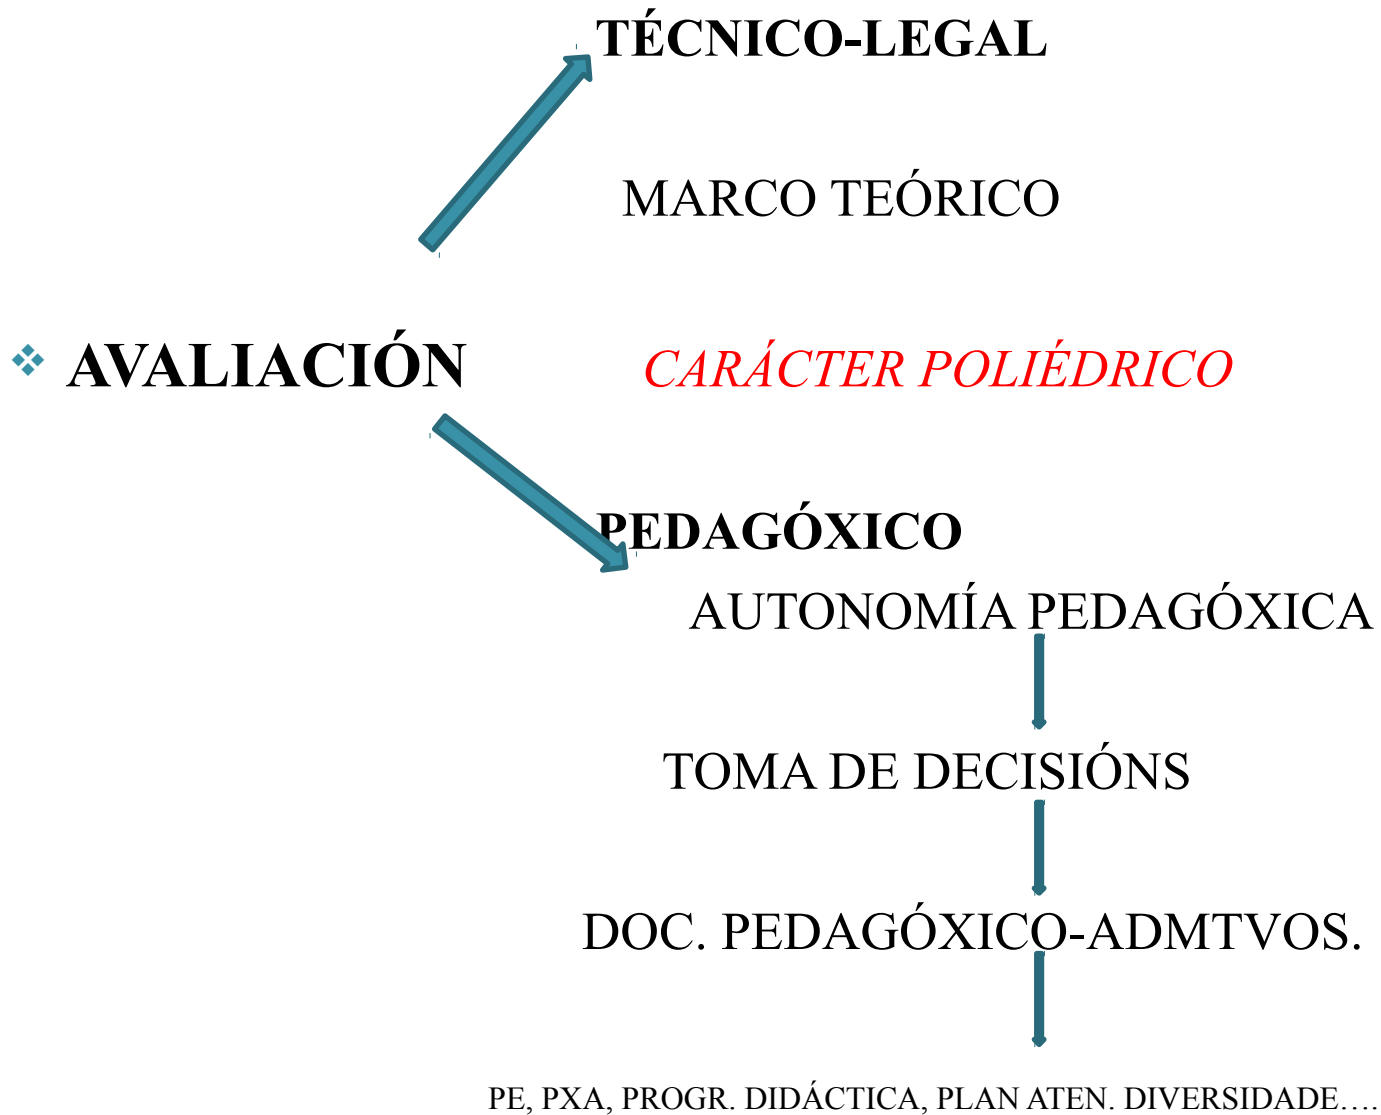 TÉCNICO-LEGAL
MARCO TEÓRICO
AVALIACIÓN CARÁCTER POLIÉDRICO
PEDAGÓXICO
AUTONOMÍA PEDAGÓXICA
TOMA DE DECISIÓNS
DOC. PEDAGÓXICO-ADMTVOS.
PE, PXA, PROGR. DIDÁCTICA, PLAN ATEN. DIVERSIDADE….